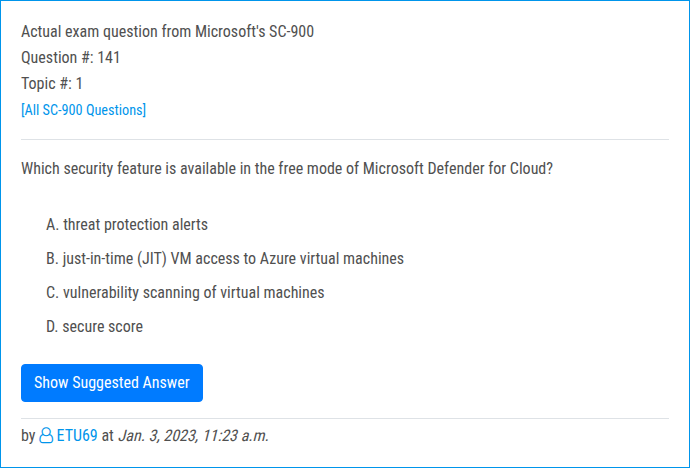 Actual exam question from Microsoft's SC-900
Question #: 141
Topic #: 1
[All SC-900 Questions]
Which security feature is available in the free mode of Microsoft Defender for Cloud?
A. threat protection alerts
B. just-in-time (JIT) VM access to Azure virtual machines
C. vulnerability scanning of virtual machines
D. secure score
Show Suggested Answer
by ETU69 at Jan. 3, 2023, 11:23 a.m.